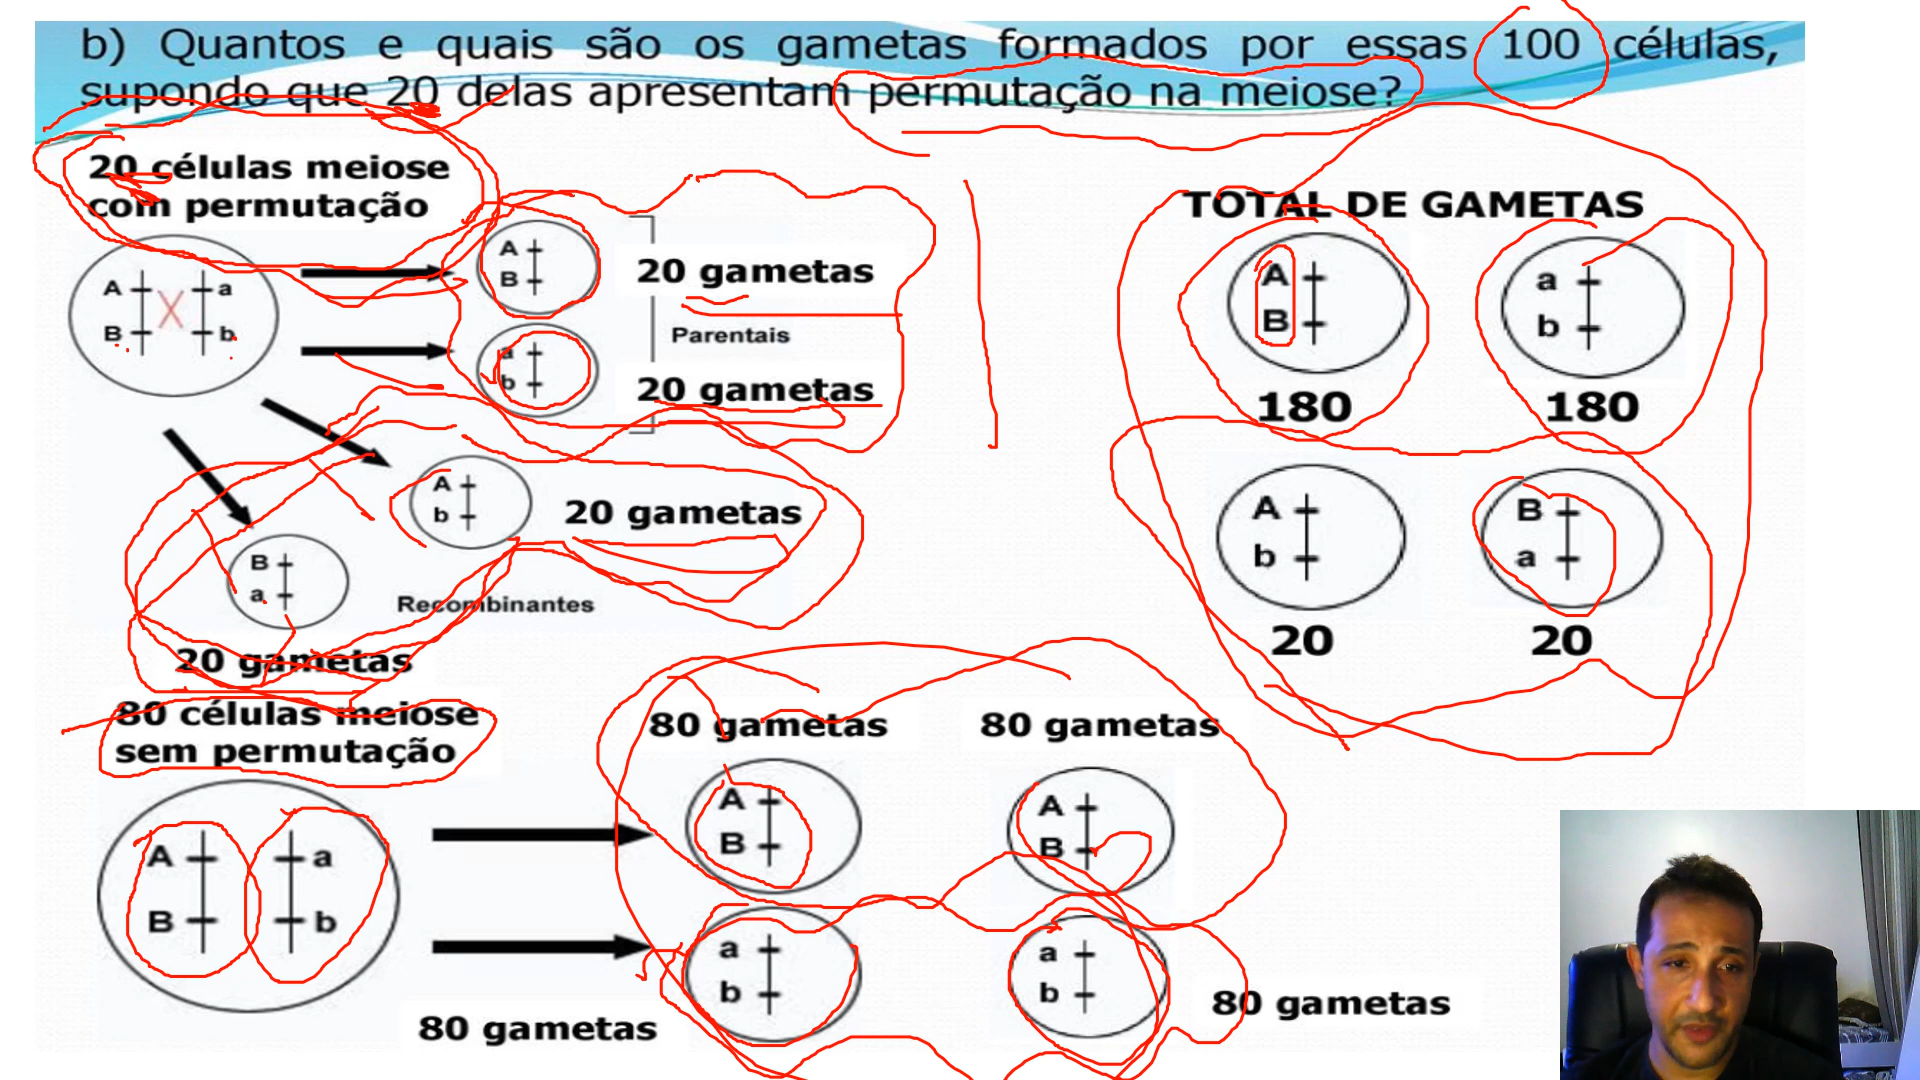 b) Quantos e quais são os gametas formados por essas 100 células,
supondo que 20 delas apresentam permutação na meiose?
20 células meiose
com permutação
A a
B b
A
B
20 gametas
Parentais
a
b
20 gametas
A
b
20 gametas
B
a
Recombinantes
20 gametas
TOTAL DE GAMETAS
A
B
180
a
b
180
A
b
20
B
a
20
80 células meiose
sem permutação
A a
B b
80 gametas
80 gametas
A
B
A
B
a
b
a
b
80 gametas
80 gametas